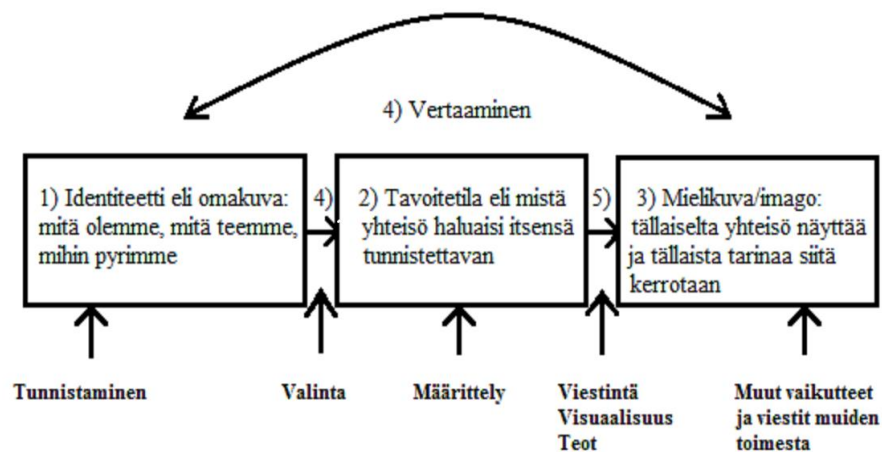 4) Vertaaminen
1) Identiteetti eli omakuva:
mitä olemme, mitä teemme,
mihin pyrimme
4)
2) Tavoitetila eli mistä
yhteisö haluaisi itsensä
tunnistettavan
5)
3) Mielikuva/imago:
tällaiselta yhteisö näyttää
ja tällaista tarinaa siitä
kerrotaan
Tunnistaminen
Valinta
Määrittely
Viestintä
Visuaalisuus
Teot
Muut vaikutteet
ja viestit muiden
toimesta